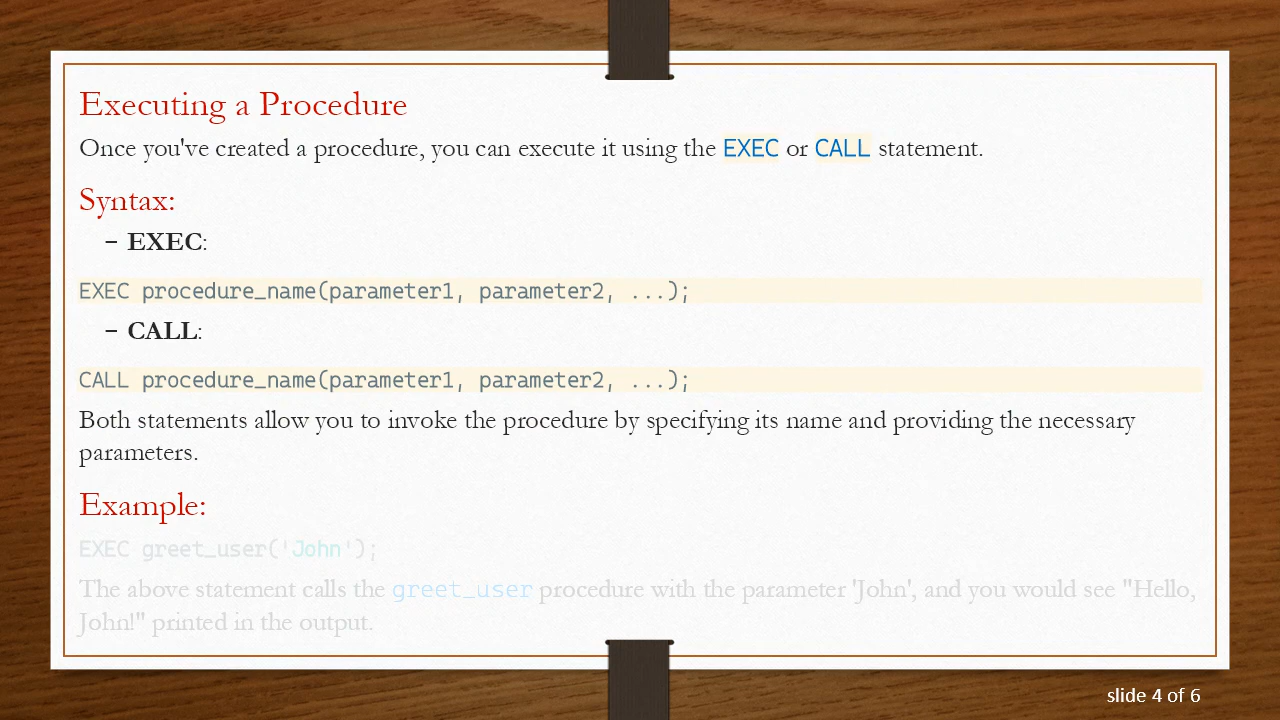 Executing a Procedure
Once you've created a procedure, you can execute it using the EXEC or CALL statement.
Syntax:
– EXEC:
EXEC procedure_name(parameter1, parameter2, ...);
– CALL:
CALL procedure_name(parameter1, parameter2, ...);
Both statements allow you to invoke the procedure by specifying its name and providing the necessary
parameters.
Example:
EXEC greet_user('John');
The above statement calls the greet_user procedure with the parameter 'John', and you would see "Hello,
John!" printed in the output.
slide 4 of 6